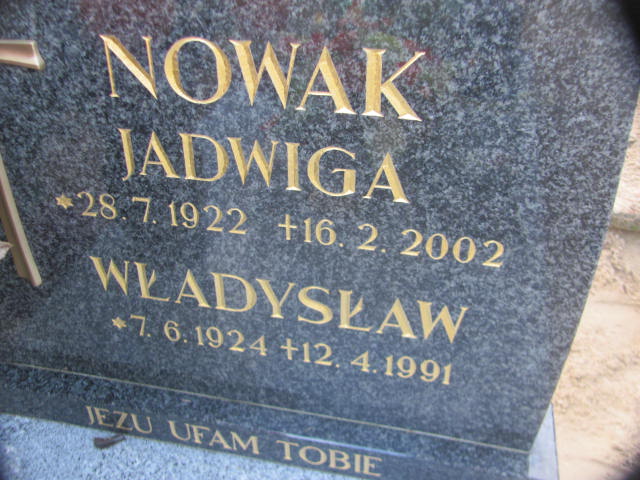 NOWAK
JADWIGA
*28.7.1922 +16.2.2002
WŁADYSŁAW
*7.6.1924 +12.4.1991
JEZU UFAM TOBIE